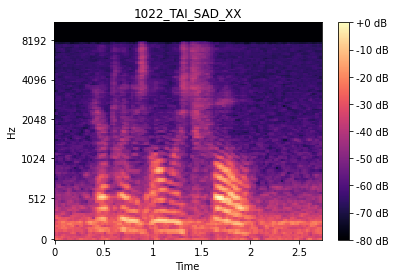 1022_TAI_SAD_XX
+0 dB
8192
-10 dB
-20 dB
4096
-30 dB
2048
Hz
-40 dB
1024
-50 dB
512
-60 dB
-70 dB
0
-80 dB
0 0.5 1 1.5 2 2.5
Time